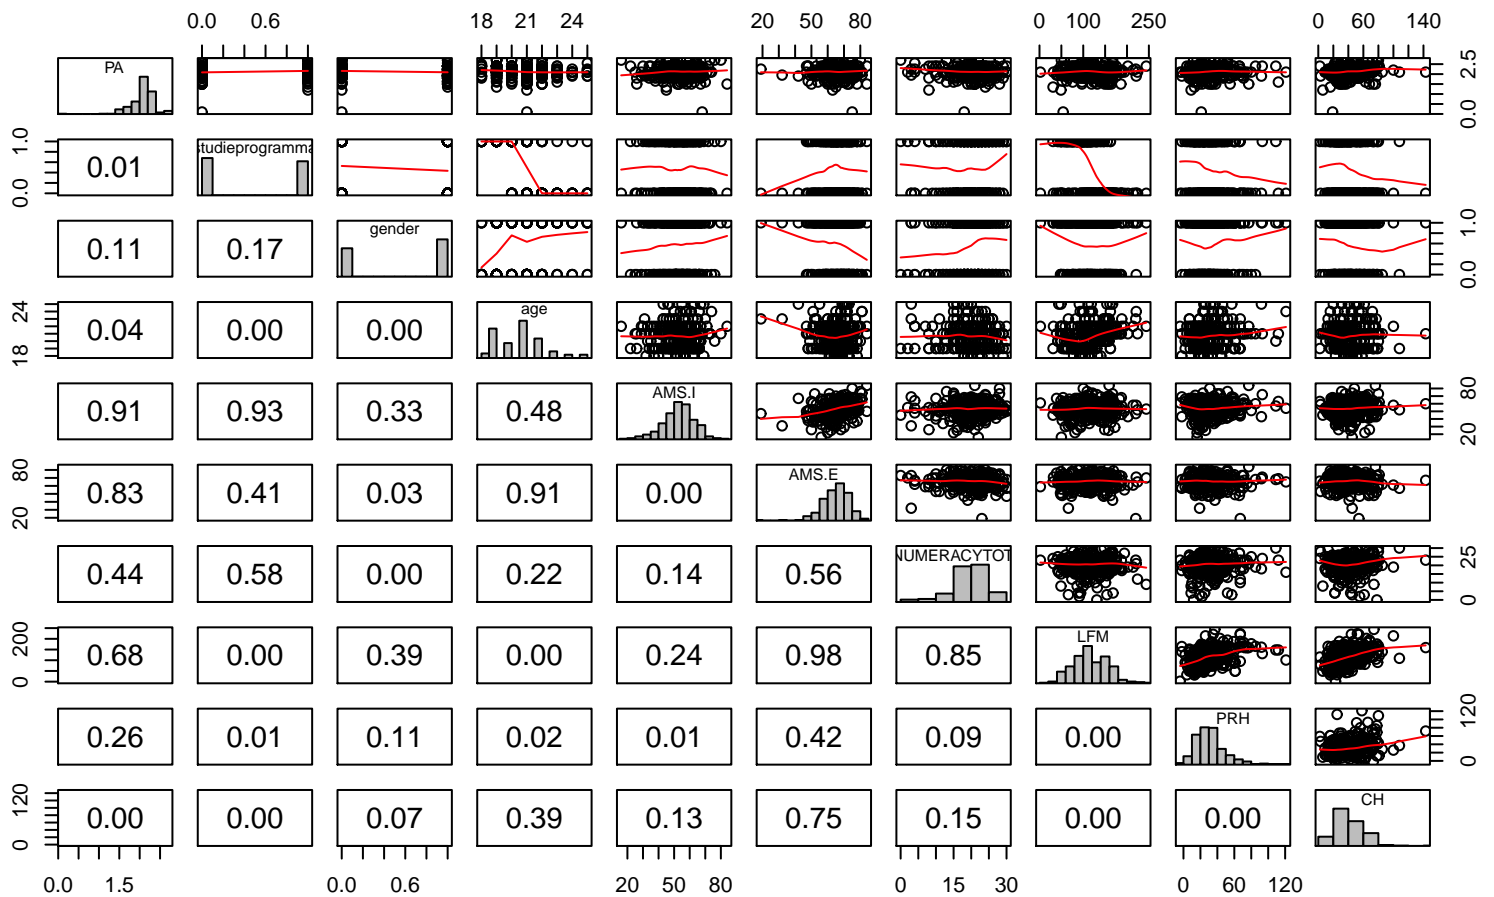 0.0 0.6 18 21 24 20 50 80 0 100 250 0 60 140
PA 0.0 2.5
0.0 1.0 0.01 studieprogramma
0.11 0.17 gender 0.0 1.0
18 24 0.04 0.00 0.00 age
0.91 0.93 0.33 0.48 AMS.I 20 80
20 80 0.83 0.41 0.03 0.91 0.00 AMS.E
0.44 0.58 0.00 0.22 0.14 0.56 NUMERACYTOT 0 25
0 200 0.68 0.00 0.39 0.00 0.24 0.98 0.85 LFM
0.26 0.01 0.11 0.02 0.01 0.42 0.09 0.00 PRH 0 120
0 120 0.00 0.00 0.07 0.39 0.13 0.75 0.15 0.00 0.00 CH
0.0 1.5 0.0 0.6 20 50 80 0 15 30 0 60 120